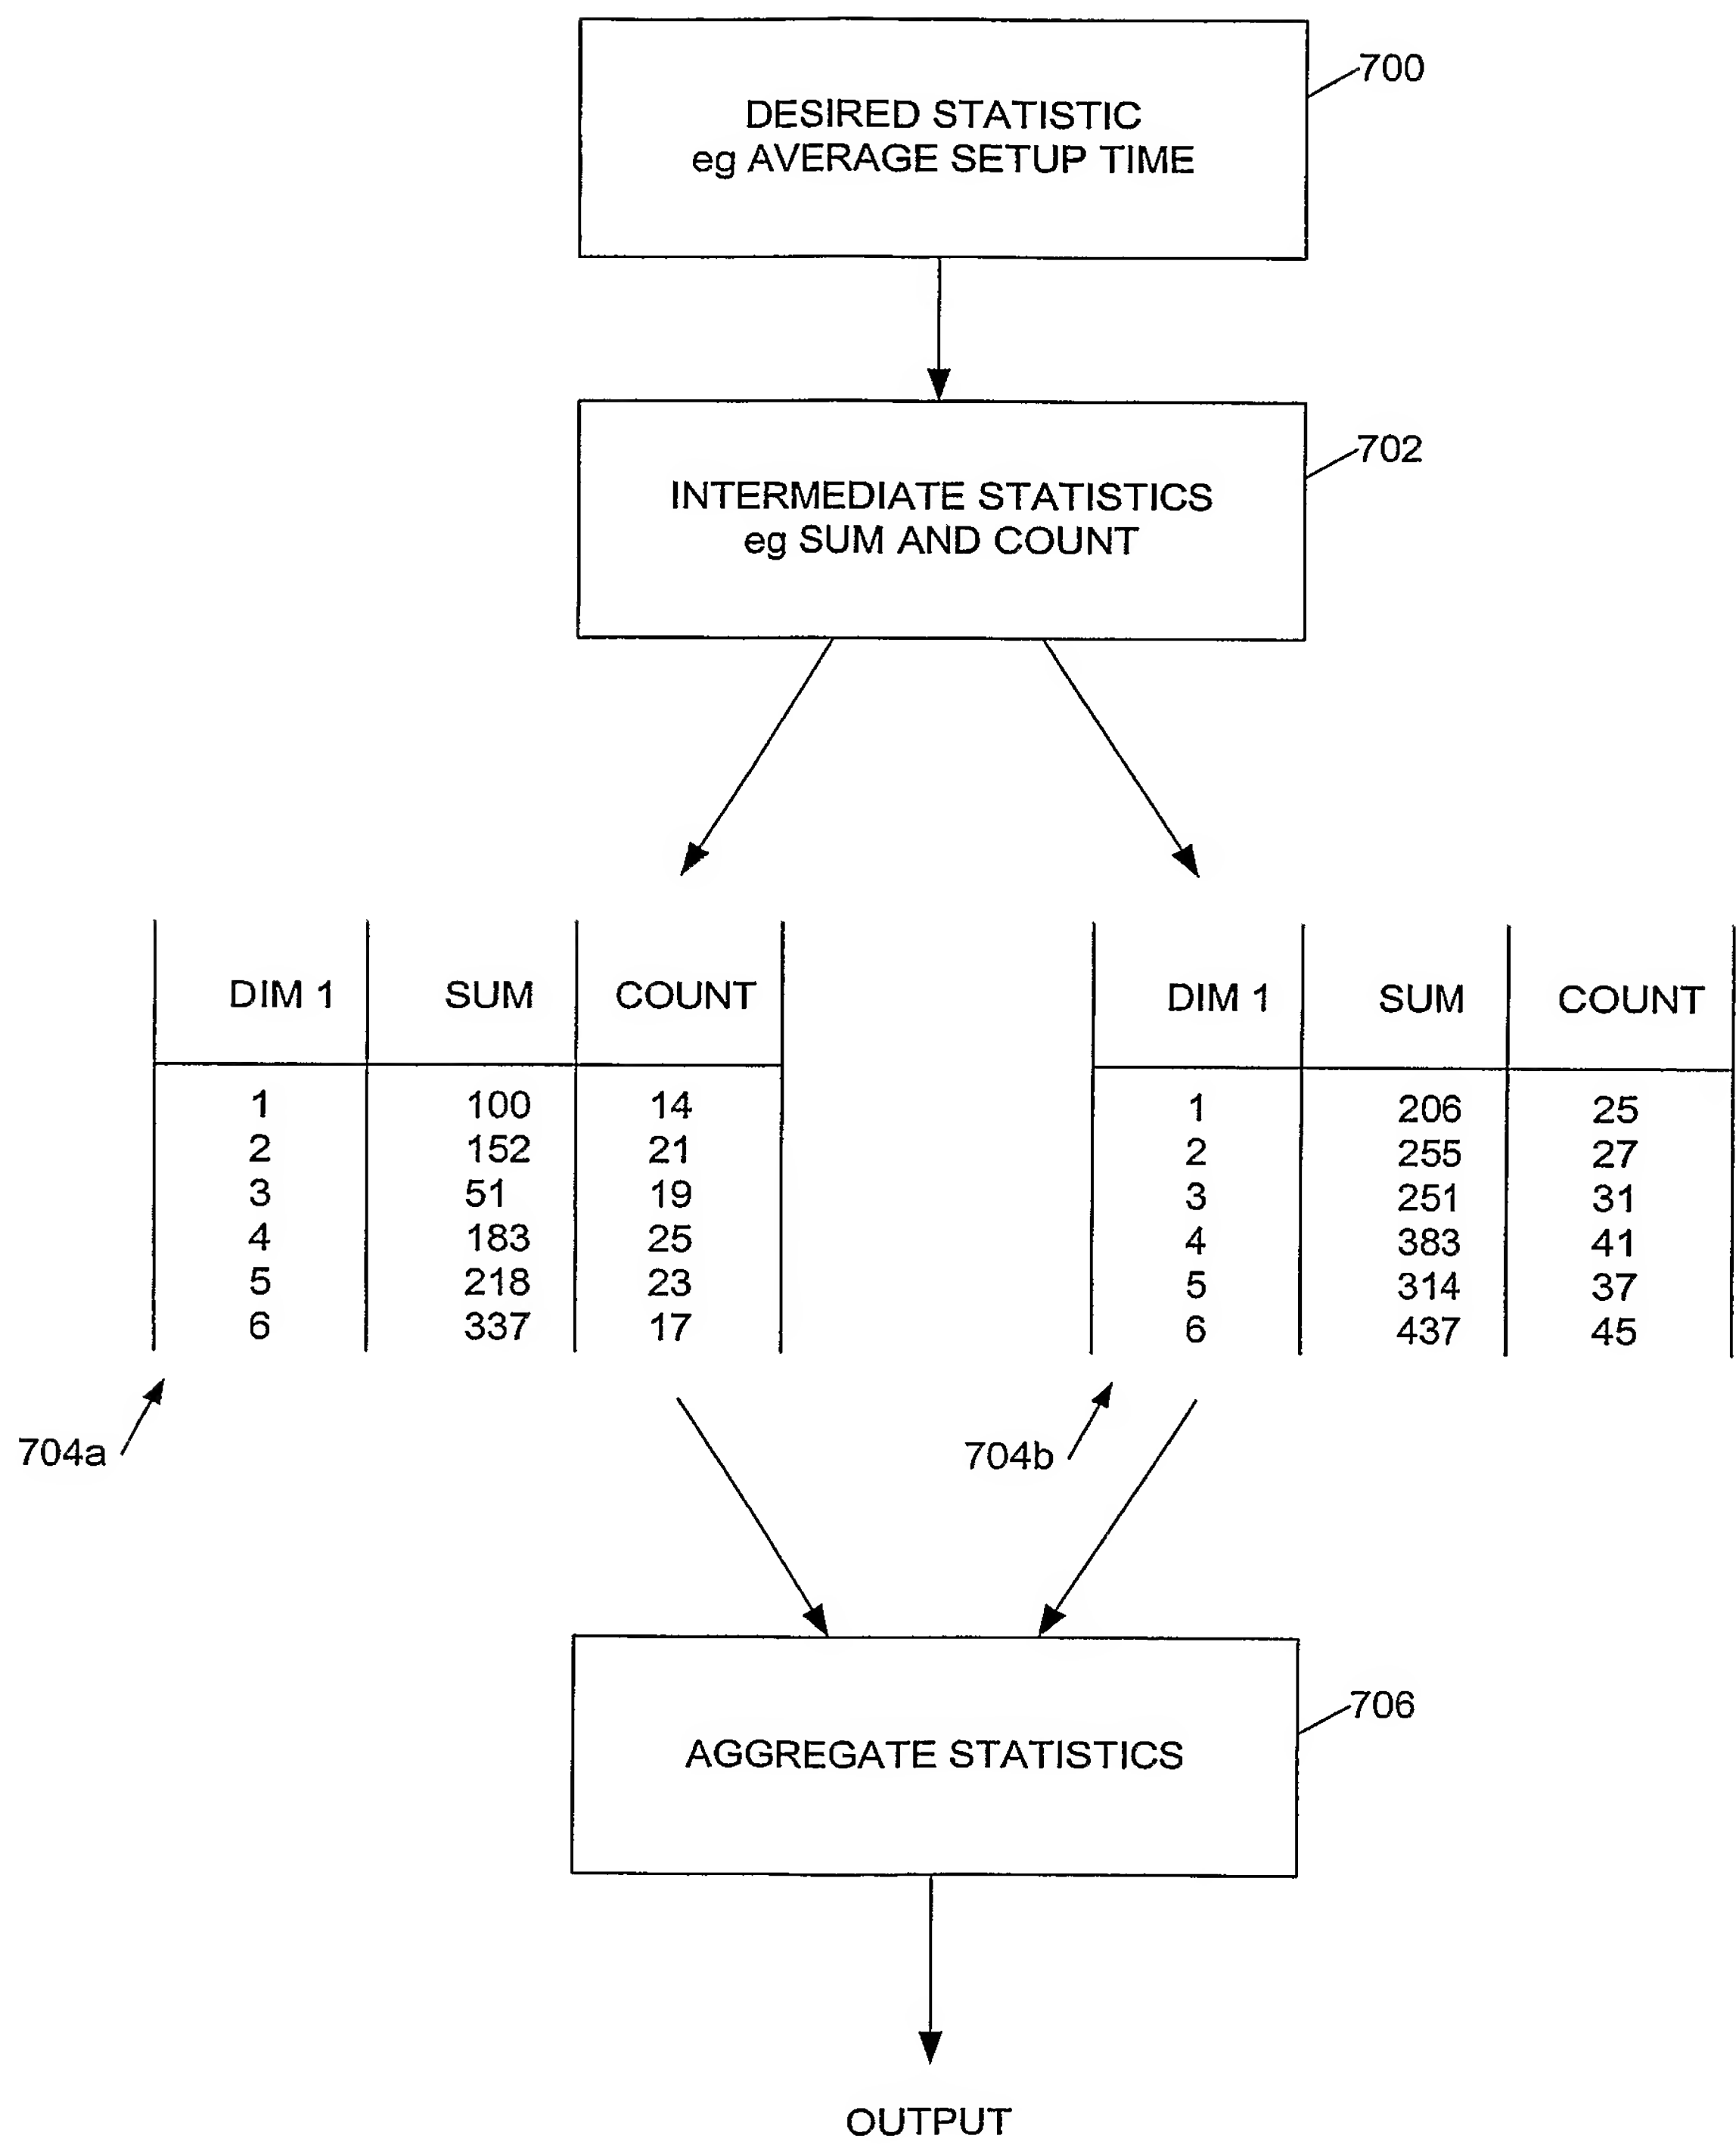 700
DESIRED STATISTIC
eg AVERAGE SETUP TIME
702
INTERMEDIATE STATISTICS
eg SUM AND COUNT
DIM 1 SUM COUNT
1 100 14
2 152 21
3 51 19
4 183 25
5 218 23
6 337 17
704a
DIM 1 SUM COUNT
1 206 25
2 255 27
3 251 31
4 383 41
5 314 37
6 437 45
704b
706
AGGREGATE STATISTICS
OUTPUT